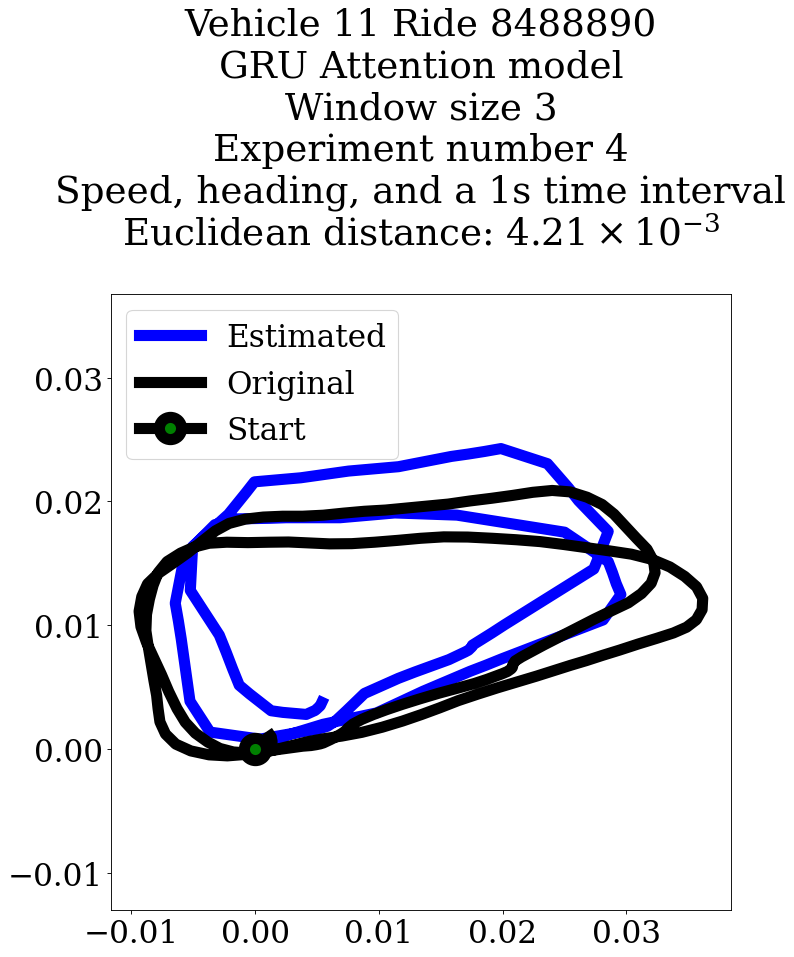 Vehicle 11 Ride 8488890
GRU Attention model
Window size 3
Experiment number 4
Speed, heading, and a 1s time interval
Euclidean distance: 4.21 × 10⁻³
Estimated
Original
Start
0.03
0.02
0.01
0.00
−0.01
−0.01 0.00 0.01 0.02 0.03